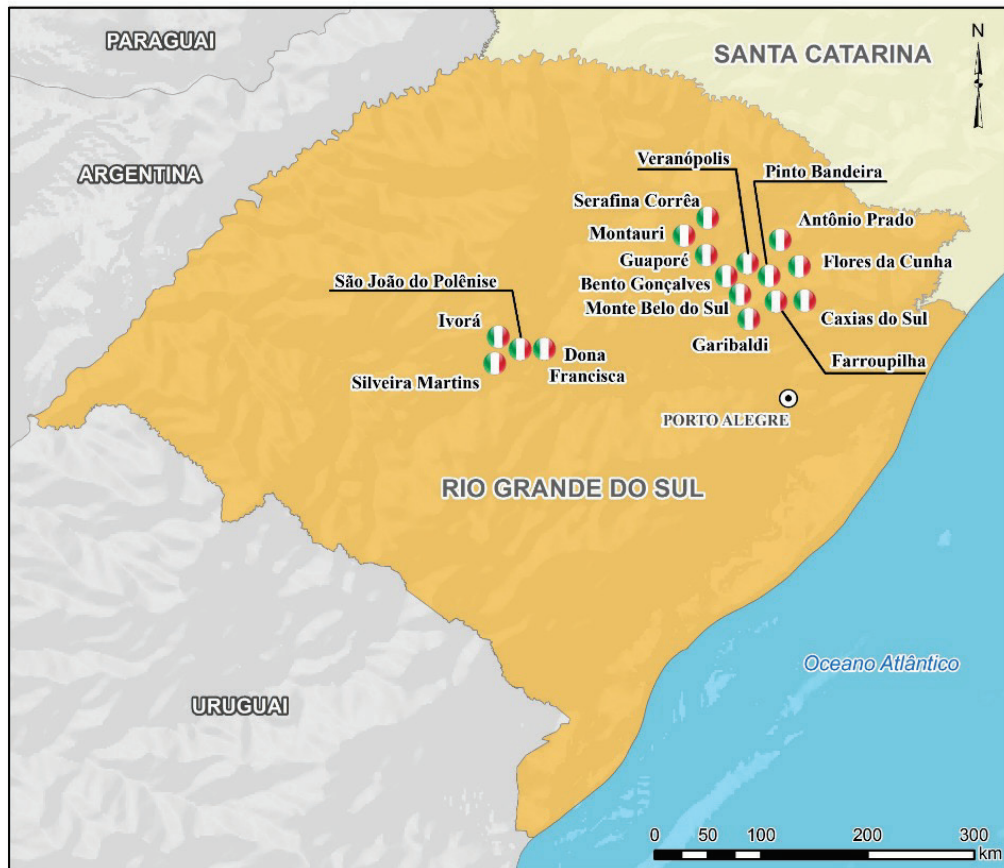 PARAGUAI
SANTA CATARINA
N
ARGENTINA
Veranópolis
Pinto Bandeira
Serafina Corrêa
Antônio Prado
Montauri
Guaporé
Flores da Cunha
São João do Polênise
Bento Gonçalves
Monte Belo do Sul
Ivorá
Caxias do Sul
Garibaldi
Dona
Francisca
Farroupilha
Silveira Martins
PORTO ALEGRE
RIO GRANDE DO SUL
Oceano Atlântico
URUGUAI
0 50 100 200 300
km